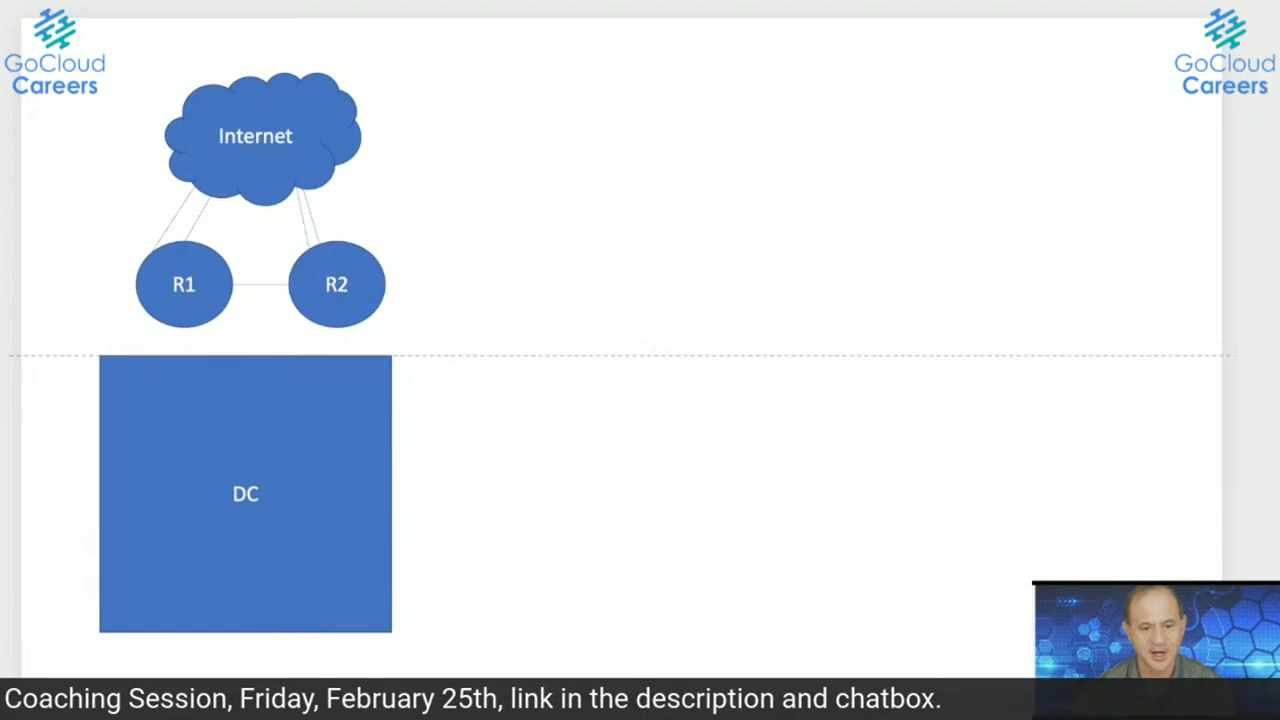 GoCloud
Careers
GoCloud
Careers
Internet
R1
R2
DC
Coaching Session, Friday, February 25th, link in the description and chatbox.